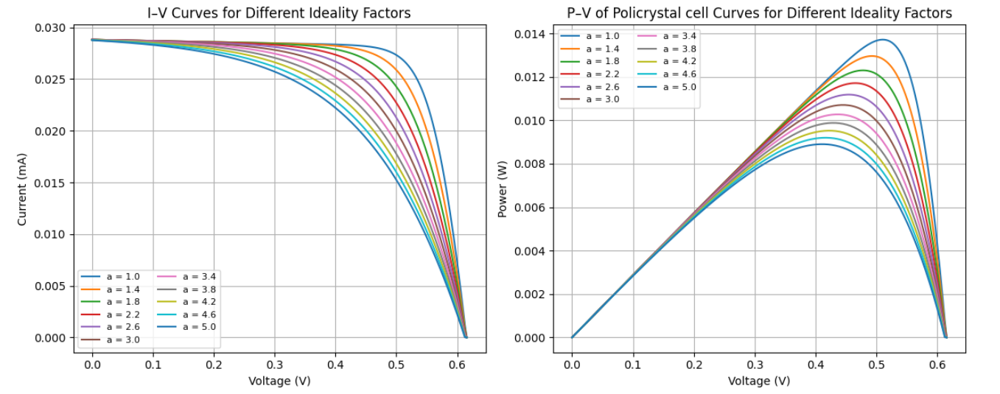 I–V Curves for Different Ideality Factors
0.030
0.025
0.020
0.015
0.010
0.005
0.000
Current (mA)
a = 1.0
a = 1.4
a = 1.8
a = 2.2
a = 2.6
a = 3.0
a = 3.4
a = 3.8
a = 4.2
a = 4.6
a = 5.0
0.0 0.1 0.2 0.3 0.4 0.5 0.6
Voltage (V)
P–V of Policrystal cell Curves for Different Ideality Factors
0.014
0.012
0.010
0.008
0.006
0.004
0.002
0.000
Power (W)
a = 1.0
a = 1.4
a = 1.8
a = 2.2
a = 2.6
a = 3.0
a = 3.4
a = 3.8
a = 4.2
a = 4.6
a = 5.0
0.0 0.1 0.2 0.3 0.4 0.5 0.6
Voltage (V)